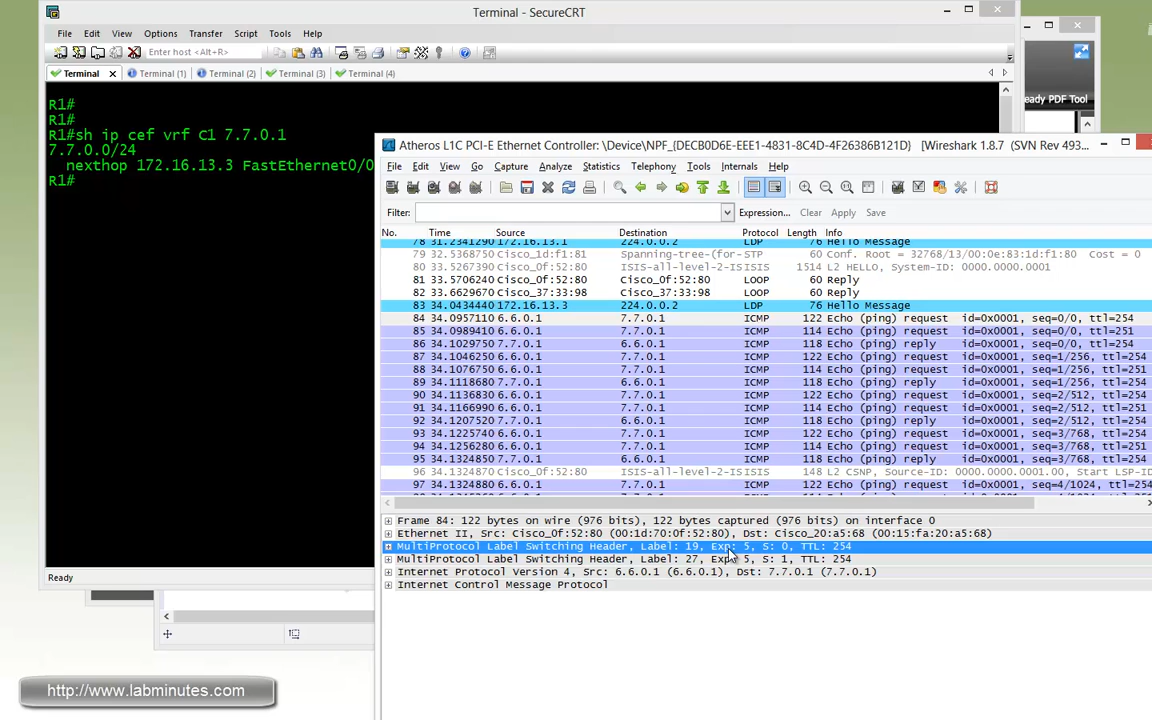 Terminal - SecureCRT
File Edit View Options Transfer Script Tools Help
Enter host <Alt+R>
Terminal Terminal (1) Terminal (2) Terminal (3) Terminal (4)
R1#
R1#
R1#sh ip cef vrf C1 7.7.0.1
7.7.0.0/24
nexthop 172.16.13.3 FastEthernet0/0
R1#
Ready
eady PDF Tool
Atheros L1C PCI-E Ethernet Controller: \Device\NPF_{DECB0D6E-EEE1-4831-8C4D-4F26386B121D} [Wireshark 1.8.7 (SVN Rev 493...
File Edit View Go Capture Analyze Statistics Telephony Tools Internals Help
Filter: Expression... Clear Apply Save
No. Time Source Destination Protocol Length Info
78 31.2341290 172.16.13.1 224.0.0.2 LDP 76 Hello Message
79 32.5368750 Cisco_1d:f1:81 Spanning-tree-(for-STP 60 Conf. Root = 32768/13/00:0e:83:1d:f1:80 Cost = 0
80 33.5267390 Cisco_0f:52:80 ISIS-all-level-2-ISISIS 1514 L2 HELLO, System-ID: 0000.0000.0001
81 33.5706240 Cisco_0f:52:80 Cisco_0f:52:80 LOOP 60 Reply
82 33.6629670 Cisco_37:33:98 Cisco_37:33:98 LOOP 60 Reply
83 34.0434440 172.16.13.3 224.0.0.2 LDP 76 Hello Message
84 34.0957110 6.6.0.1 7.7.0.1 ICMP 122 Echo (ping) request id=0x0001, seq=0/0, ttl=254
85 34.0989410 6.6.0.1 7.7.0.1 ICMP 114 Echo (ping) request id=0x0001, seq=0/0, ttl=251
86 34.1029750 7.7.0.1 6.6.0.1 ICMP 118 Echo (ping) reply id=0x0001, seq=0/0, ttl=254
87 34.1046250 6.6.0.1 7.7.0.1 ICMP 122 Echo (ping) request id=0x0001, seq=1/256, ttl=254
88 34.1076750 6.6.0.1 7.7.0.1 ICMP 114 Echo (ping) request id=0x0001, seq=1/256, ttl=251
89 34.1118680 7.7.0.1 6.6.0.1 ICMP 118 Echo (ping) reply id=0x0001, seq=1/256, ttl=254
90 34.1136830 6.6.0.1 7.7.0.1 ICMP 122 Echo (ping) request id=0x0001, seq=2/512, ttl=254
91 34.1166990 6.6.0.1 7.7.0.1 ICMP 114 Echo (ping) request id=0x0001, seq=2/512, ttl=251
92 34.1207520 7.7.0.1 6.6.0.1 ICMP 118 Echo (ping) reply id=0x0001, seq=2/512, ttl=254
93 34.1225740 6.6.0.1 7.7.0.1 ICMP 122 Echo (ping) request id=0x0001, seq=3/768, ttl=254
94 34.1256280 6.6.0.1 7.7.0.1 ICMP 114 Echo (ping) request id=0x0001, seq=3/768, ttl=251
95 34.1324550 7.7.0.1 6.6.0.1 ICMP 118 Echo (ping) reply id=0x0001, seq=3/768, ttl=254
96 34.1324870 Cisco_0f:52:80 ISIS-all-level-2-ISISIS 148 L2 CSNP, Source-ID: 0000.0000.0001.00, Start LSP-ID
97 34.1324880 6.6.0.1 7.7.0.1 ICMP 122 Echo (ping) request id=0x0001, seq=4/1024, ttl=254
Frame 84: 122 bytes on wire (976 bits), 122 bytes captured (976 bits) on interface 0
Ethernet II, Src: Cisco_0f:52:80 (00:1d:70:0f:52:80), Dst: Cisco_20:a5:68 (00:15:fa:20:a5:68)
MultiProtocol Label Switching Header, Label: 19, Exp: 5, S: 0, TTL: 254
MultiProtocol Label Switching Header, Label: 27, Exp: 5, S: 1, TTL: 254
Internet Protocol Version 4, Src: 6.6.0.1 (6.6.0.1), Dst: 7.7.0.1 (7.7.0.1)
Internet Control Message Protocol
http://www.labminutes.com